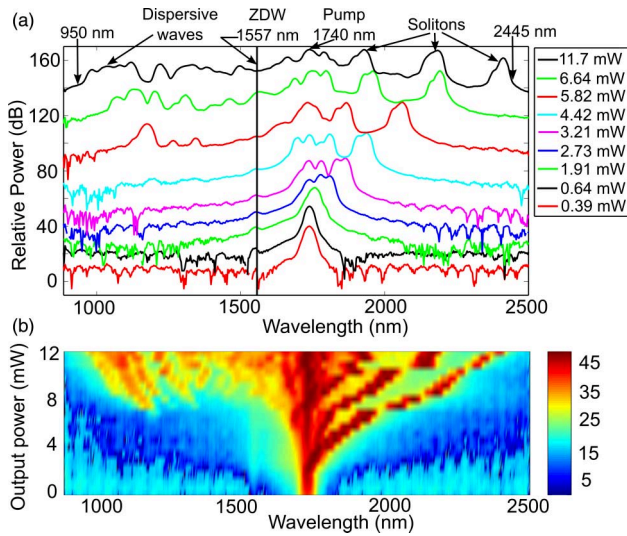 (a)
950 nm
Dispersive
waves
ZDW
1557 nm
Pump
1740 nm
Solitons
2445 nm
Relative Power (dB)
160
120
80
40
0
1000
1500
2000
2500
Wavelength (nm)
11.7 mW
6.64 mW
5.82 mW
4.42 mW
3.21 mW
2.73 mW
1.91 mW
0.64 mW
0.39 mW
(b)
Output power (mW)
12
8
4
0
1000
1500
2000
2500
Wavelength (nm)
45
35
25
15
5